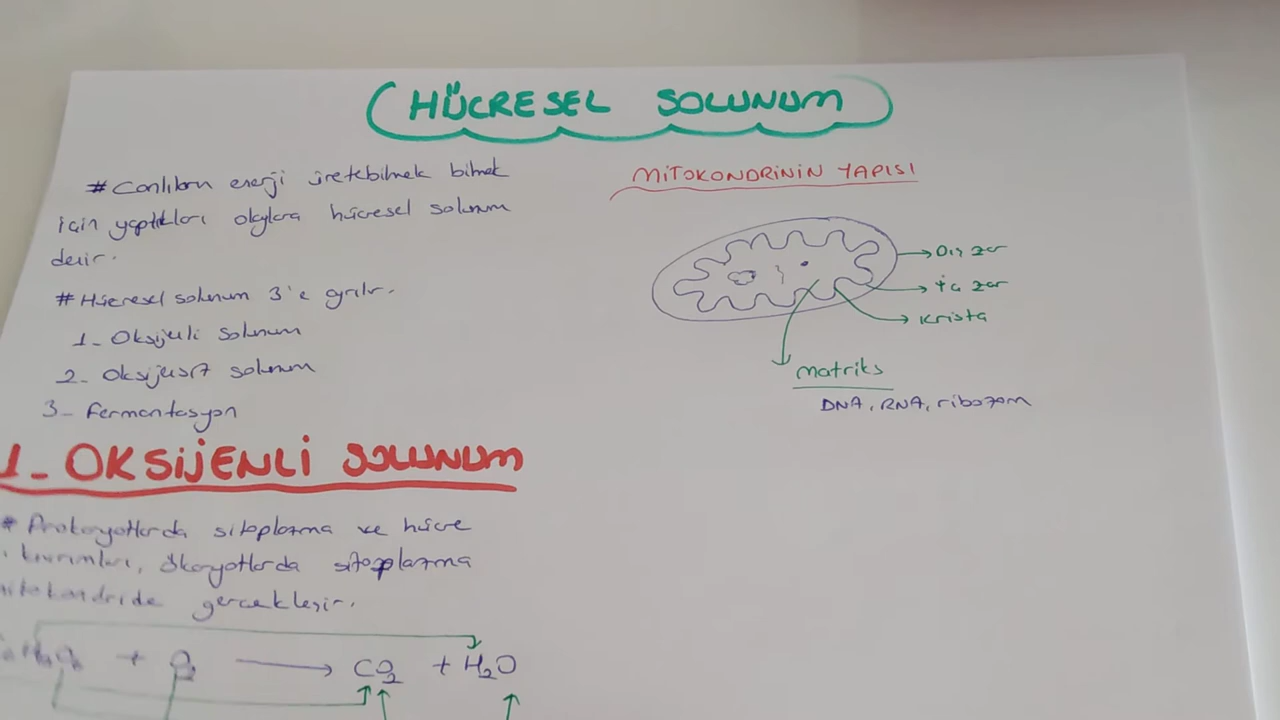 HÜCRESEL SOLUNUM
# Canlıların enerji üretebilmek bilmek
için yaptıkları olaylara hücresel solunum
denir.
# Hücresel solunum 3'e ayrılır.
1- Oksijenli solunum
2- Oksijensiz solunum
3- Fermantasyon
MİTOKONDRİNİN YAPISI
Dış zar
İç zar
Krista
Matriks
DNA, RNA, ribozom
1- OKSİJENLİ SOLUNUM
* Prokaryotlarda sitoplazma ve hücre
kıvrımları, ökaryotlarda sitoplazma
mitokondride gerçekleşir.
+ O2 → CO2 + H2O